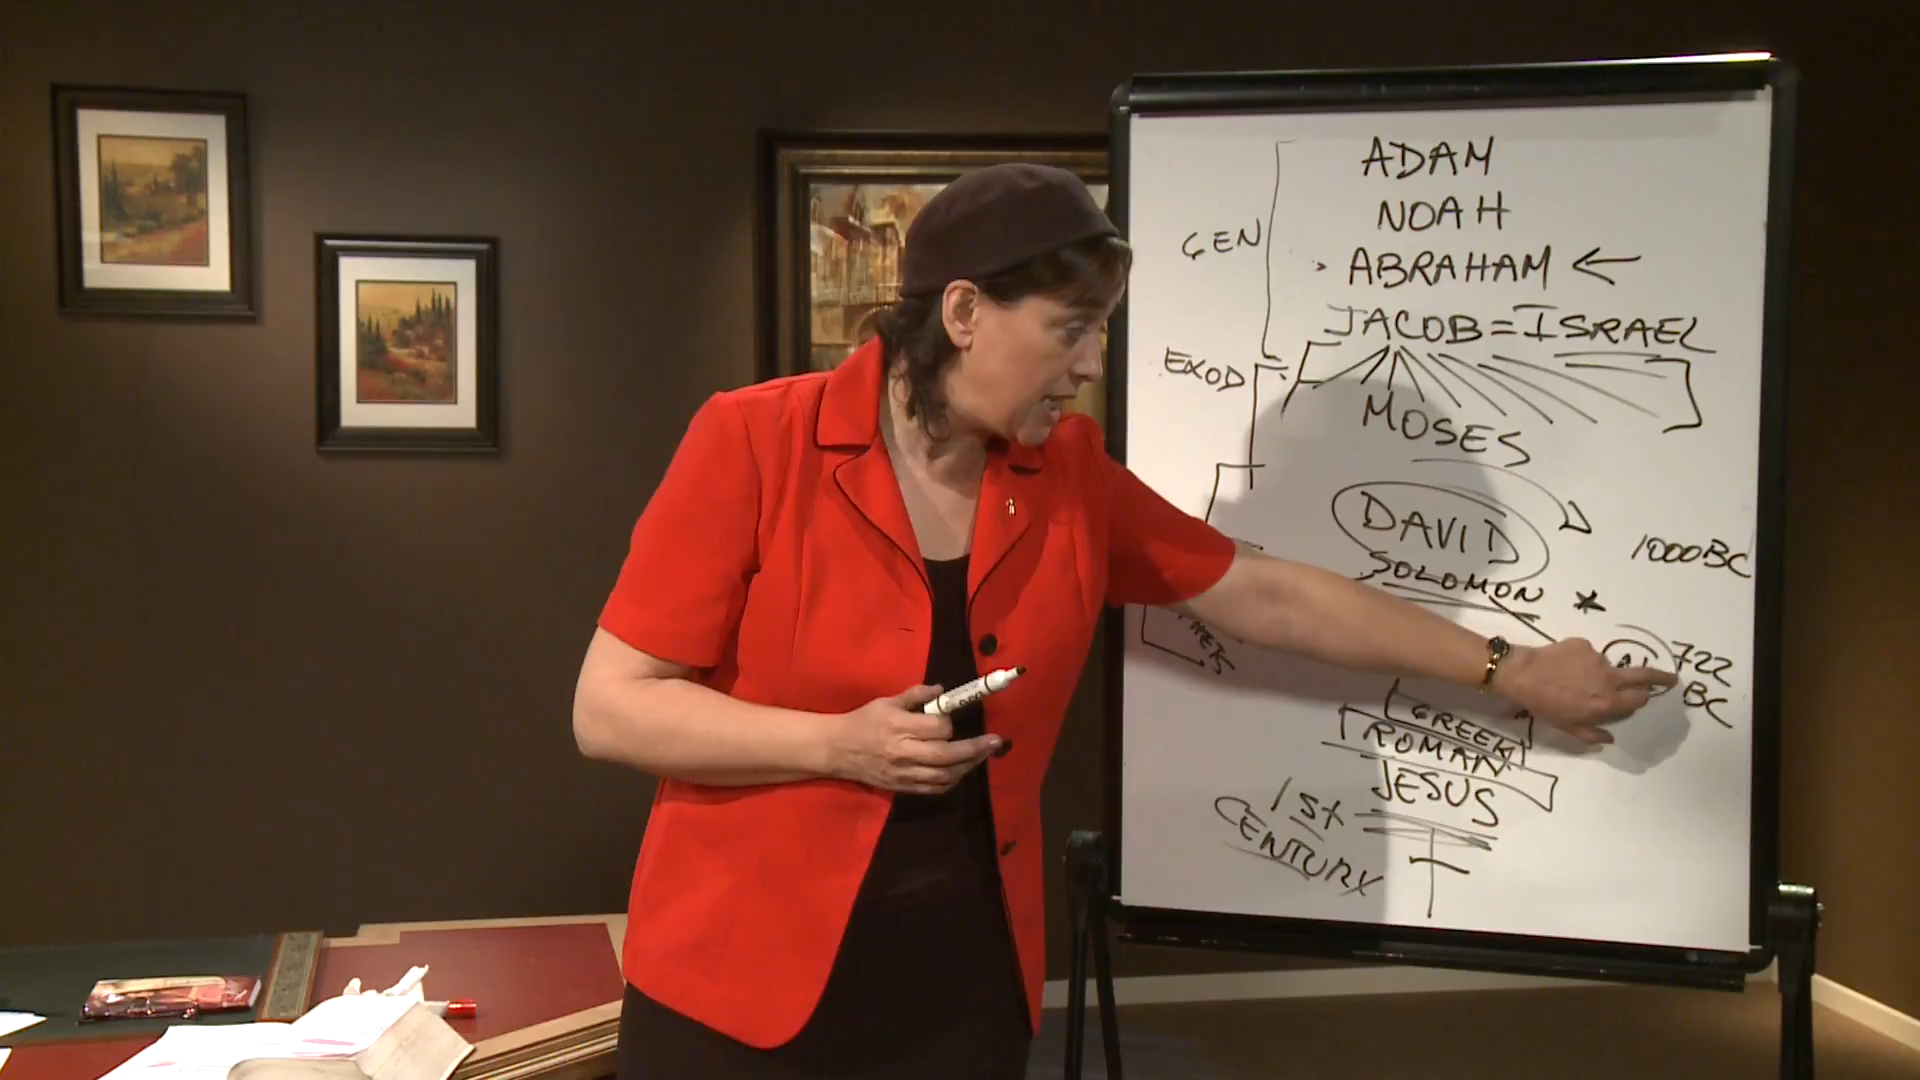 ADAM
NOAH
GEN
ABRAHAM
JACOB = ISRAEL
EXOD
MOSES
DAVID
1000BC
SOLOMON *
722
BC
GREEK
ROMAN
JESUS
1ST
CENTURY